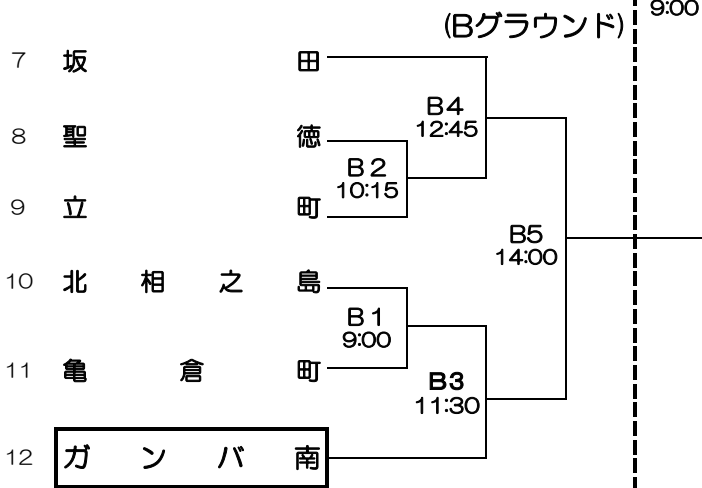 9:00
(Bグラウンド)
7 坂田
B4
12:45
8 聖徳
B2
10:15
9 立町
B5
14:00
10 北相之島
B1
9:00
11 亀倉町
B3
11:30
12 ガンバ南